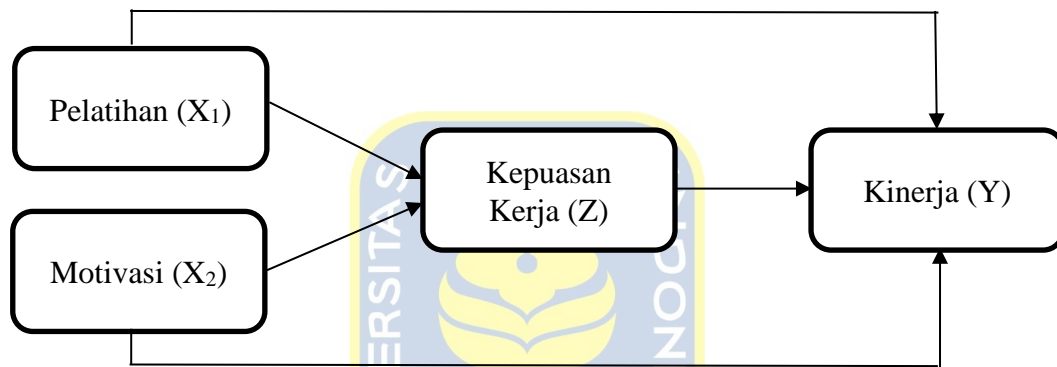 Pelatihan (X₁)
Kepuasan
Kerja (Z)
Kinerja (Y)
Motivasi (X₂)